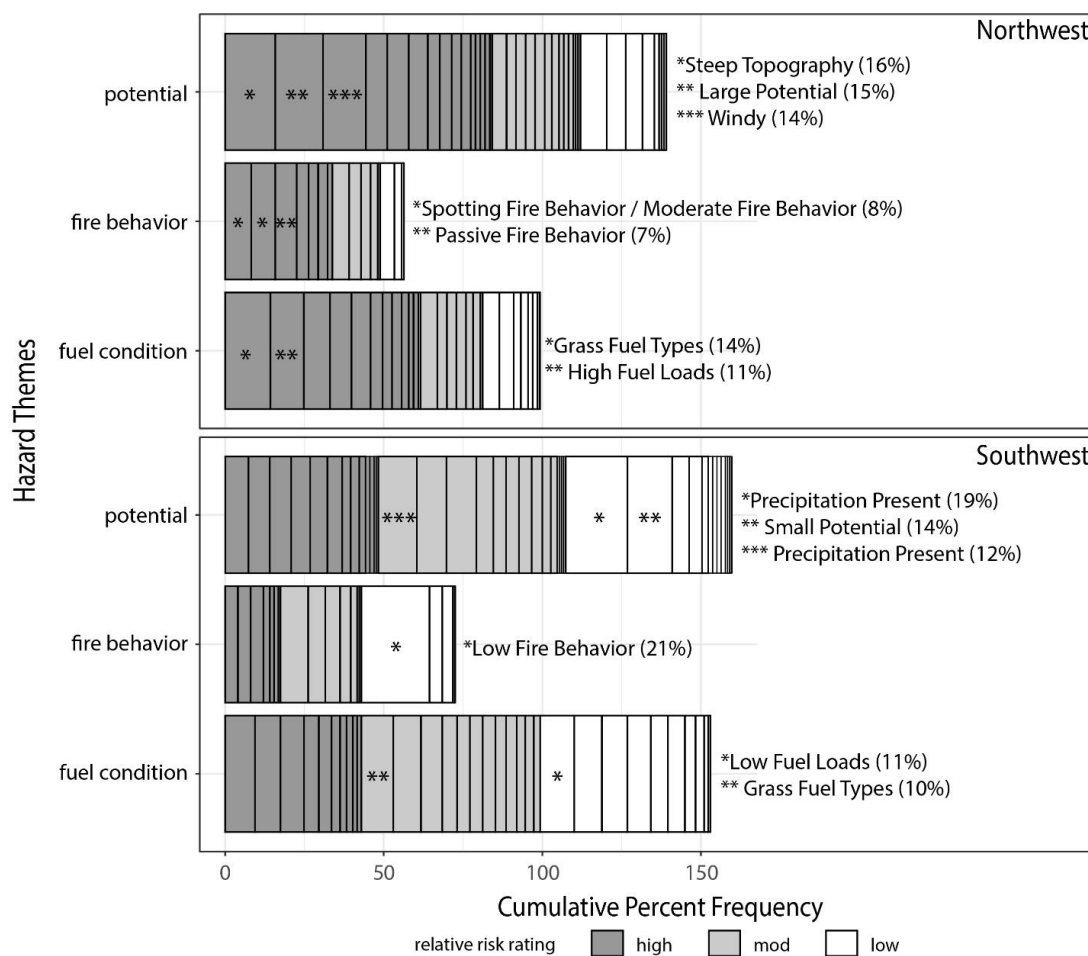 Northwest
potential
* ** ***
*Steep Topography (16%)
** Large Potential (15%)
*** Windy (14%)
fire behavior
* * **
*Spotting Fire Behavior / Moderate Fire Behavior (8%)
** Passive Fire Behavior (7%)
fuel condition
* **
*Grass Fuel Types (14%)
** High Fuel Loads (11%)
Hazard Themes
Southwest
potential
*** * **
*Precipitation Present (19%)
** Small Potential (14%)
*** Precipitation Present (12%)
fire behavior
*
*Low Fire Behavior (21%)
fuel condition
** *
*Low Fuel Loads (11%)
** Grass Fuel Types (10%)
0 50 100 150
Cumulative Percent Frequency
relative risk rating high mod low